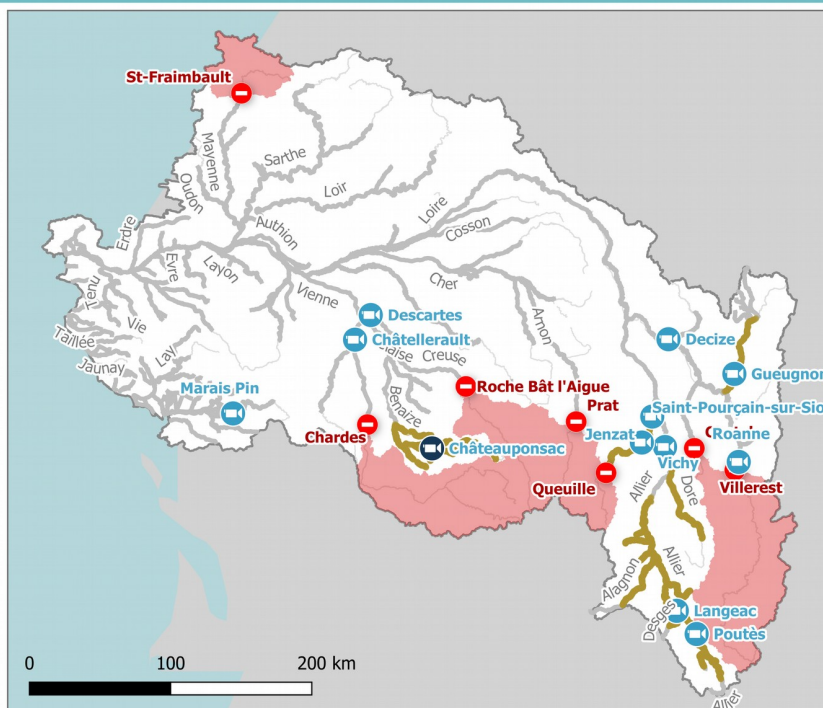 St-Fraimbault
Mayenne
Oudon
Sarthe
Loir
Loire
Cosson
Authion
Erdre
Evre
Layon
Tenu
Vie
Taillée
Jaunay
Lay
Vienne
Cher
Arnon
Descartes
Châtellerault
Creuse
Benaize
Marais Pin
Roche Bât l'Aigue
Prat
Chardes
Châteauponsac
Decize
Gueugnon
Saint-Pourçain-sur-Sio
Jenzat
Vichy
Roanne
Queuille
Villerest
Allier
Dore
Allier
Alagnon
Desges
Langeac
Poutès
Allier
0 100 200 km